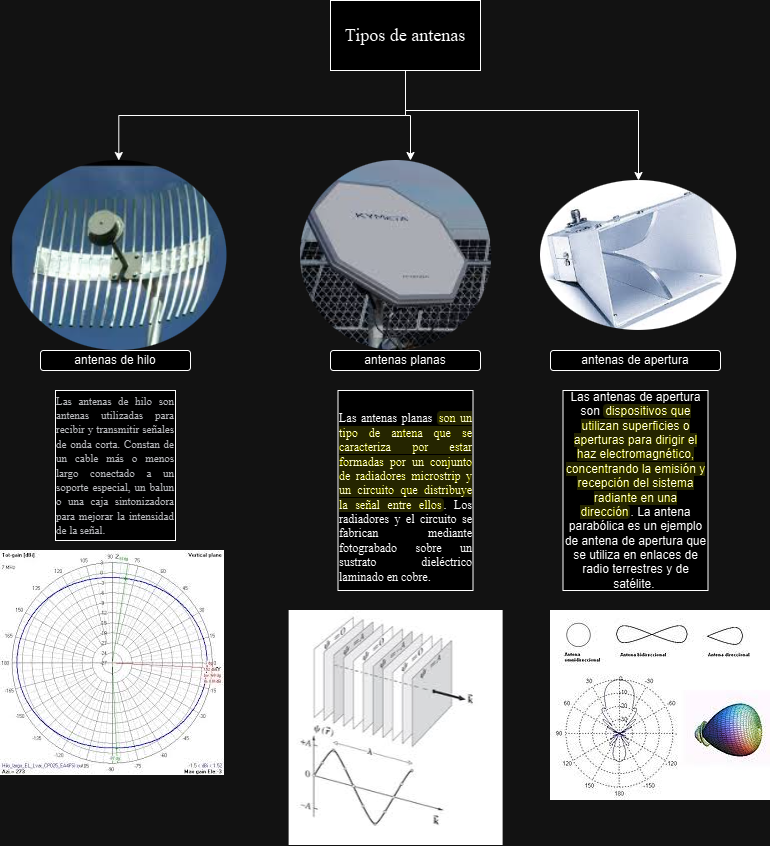 Tipos de antenas
KYMETA
antenas de hilo
antenas planas
antenas de apertura
Las antenas de hilo son
antenas utilizadas para
recibir y transmitir señales
de onda corta. Constan de
un cable más o menos
largo conectado a un
soporte especial, un balun
o una caja sintonizadora
para mejorar la intensidad
de la señal.
Las antenas planas son un
tipo de antena que se
caracteriza por estar
formadas por un conjunto
de radiadores microstrip y
un circuito que distribuye
la señal entre ellos. Los
radiadores y el circuito se
fabrican mediante
fotograbado sobre un
sustrato dieléctrico
laminado en cobre.
Las antenas de apertura
son dispositivos que
utilizan superficies o
aperturas para dirigir el
haz electromagnético,
concentrando la emisión y
recepción del sistema
radiante en una
dirección. La antena
parabólica es un ejemplo
de antena de apertura que
se utiliza en enlaces de
radio terrestres y de
satélite.
Tot-gain [dBi]
Vertical plane
7 MHz
90 Z
105
75
120
60
135
45
150
30
165
15
180
-165
-15
-150
-30
-135
-45
-120
-60
-105
-75
-90
-1.5 < dBi < 1.52
Azi = 273
Max gain Ele -3
λ
+A
0
-A
k
k
Antena
omnidireccional
Antena Bidireccional
Antena direccional
0
-30
30
-60
60
-90
90
-120
120
-150
150
180